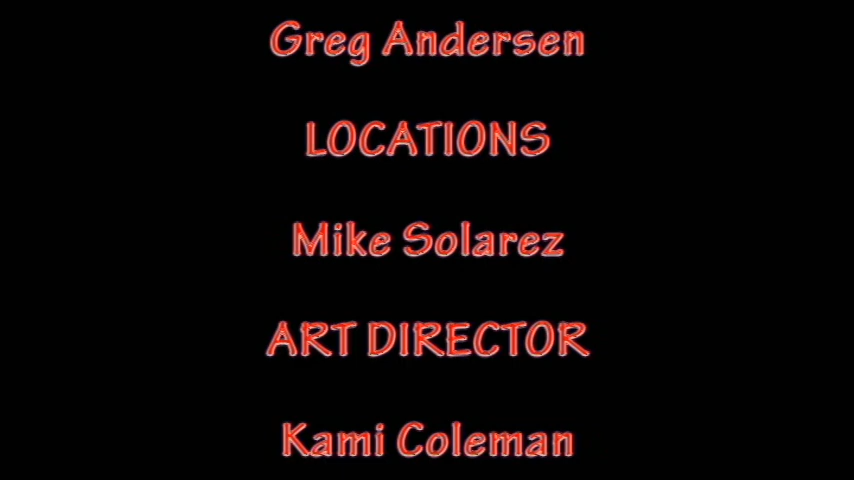 Greg Andersen
LOCATIONS
Mike Solarez
ART DIRECTOR
Kami Coleman